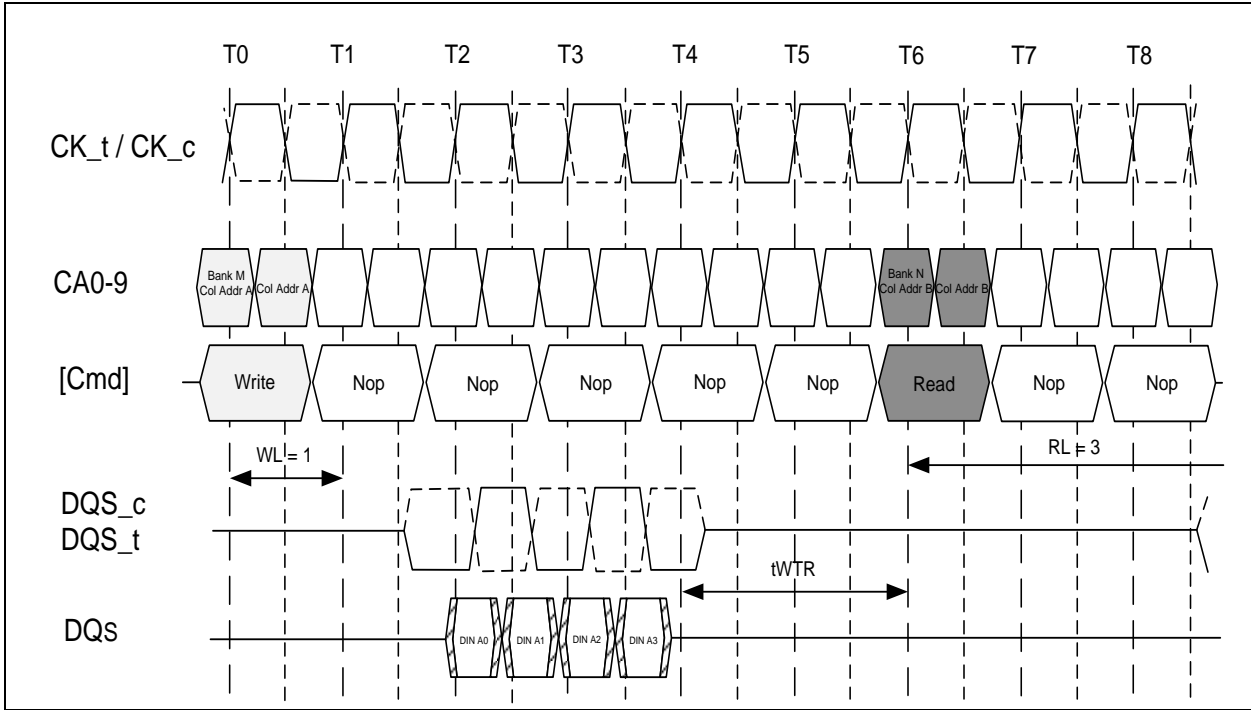 T0 T1 T2 T3 T4 T5 T6 T7 T8
CK_t / CK_c
CA0-9
Bank M
Col Addr A
Col Addr A
Bank N
Col Addr B
Col Addr B
[Cmd]
Write Nop Nop Nop Nop Nop Read Nop Nop
WL = 1
RL = 3
DQS_c
DQS_t
tWTR
DQs
DIN A0 DIN A1 DIN A2 DIN A3